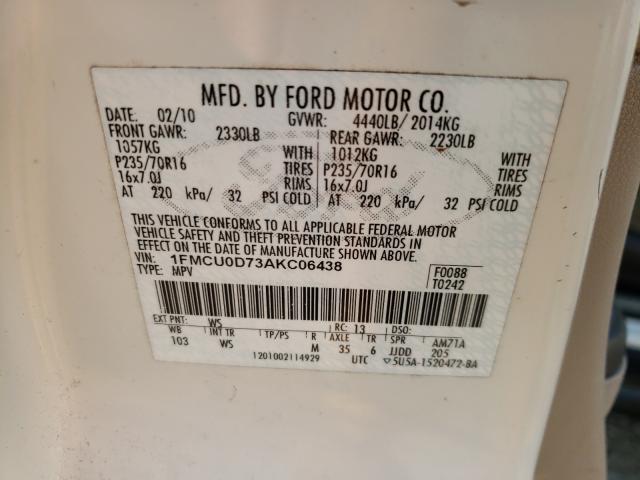 MFD. BY FORD MOTOR CO.
DATE: 02/10 GVWR: 4440LB/ 2014KG
FRONT GAWR: 2330LB REAR GAWR: 2230LB
1057KG WITH 1012KG WITH
P235/70R16 TIRES P235/70R16 TIRES
16x7.0J RIMS 16x7.0J RIMS
AT 220 kPa/ 32 PSI COLD AT 220 kPa/ 32 PSI COLD
THIS VEHICLE CONFORMS TO ALL APPLICABLE FEDERAL MOTOR
VEHICLE SAFETY AND THEFT PREVENTION STANDARDS IN
EFFECT ON THE DATE OF MANUFACTURE SHOWN ABOVE.
VIN: 1FMCU0D73AKC06438
TYPE: MPV F0088
T0242
EXT PNT: WS RC: 13 DSO:
WB INT TR TP/PS R AXLE TR SPR AM71A
103 WS M 35 6 JJDD 205
1201002114929 UTC ▽5U5A-1520472-BA
Ford